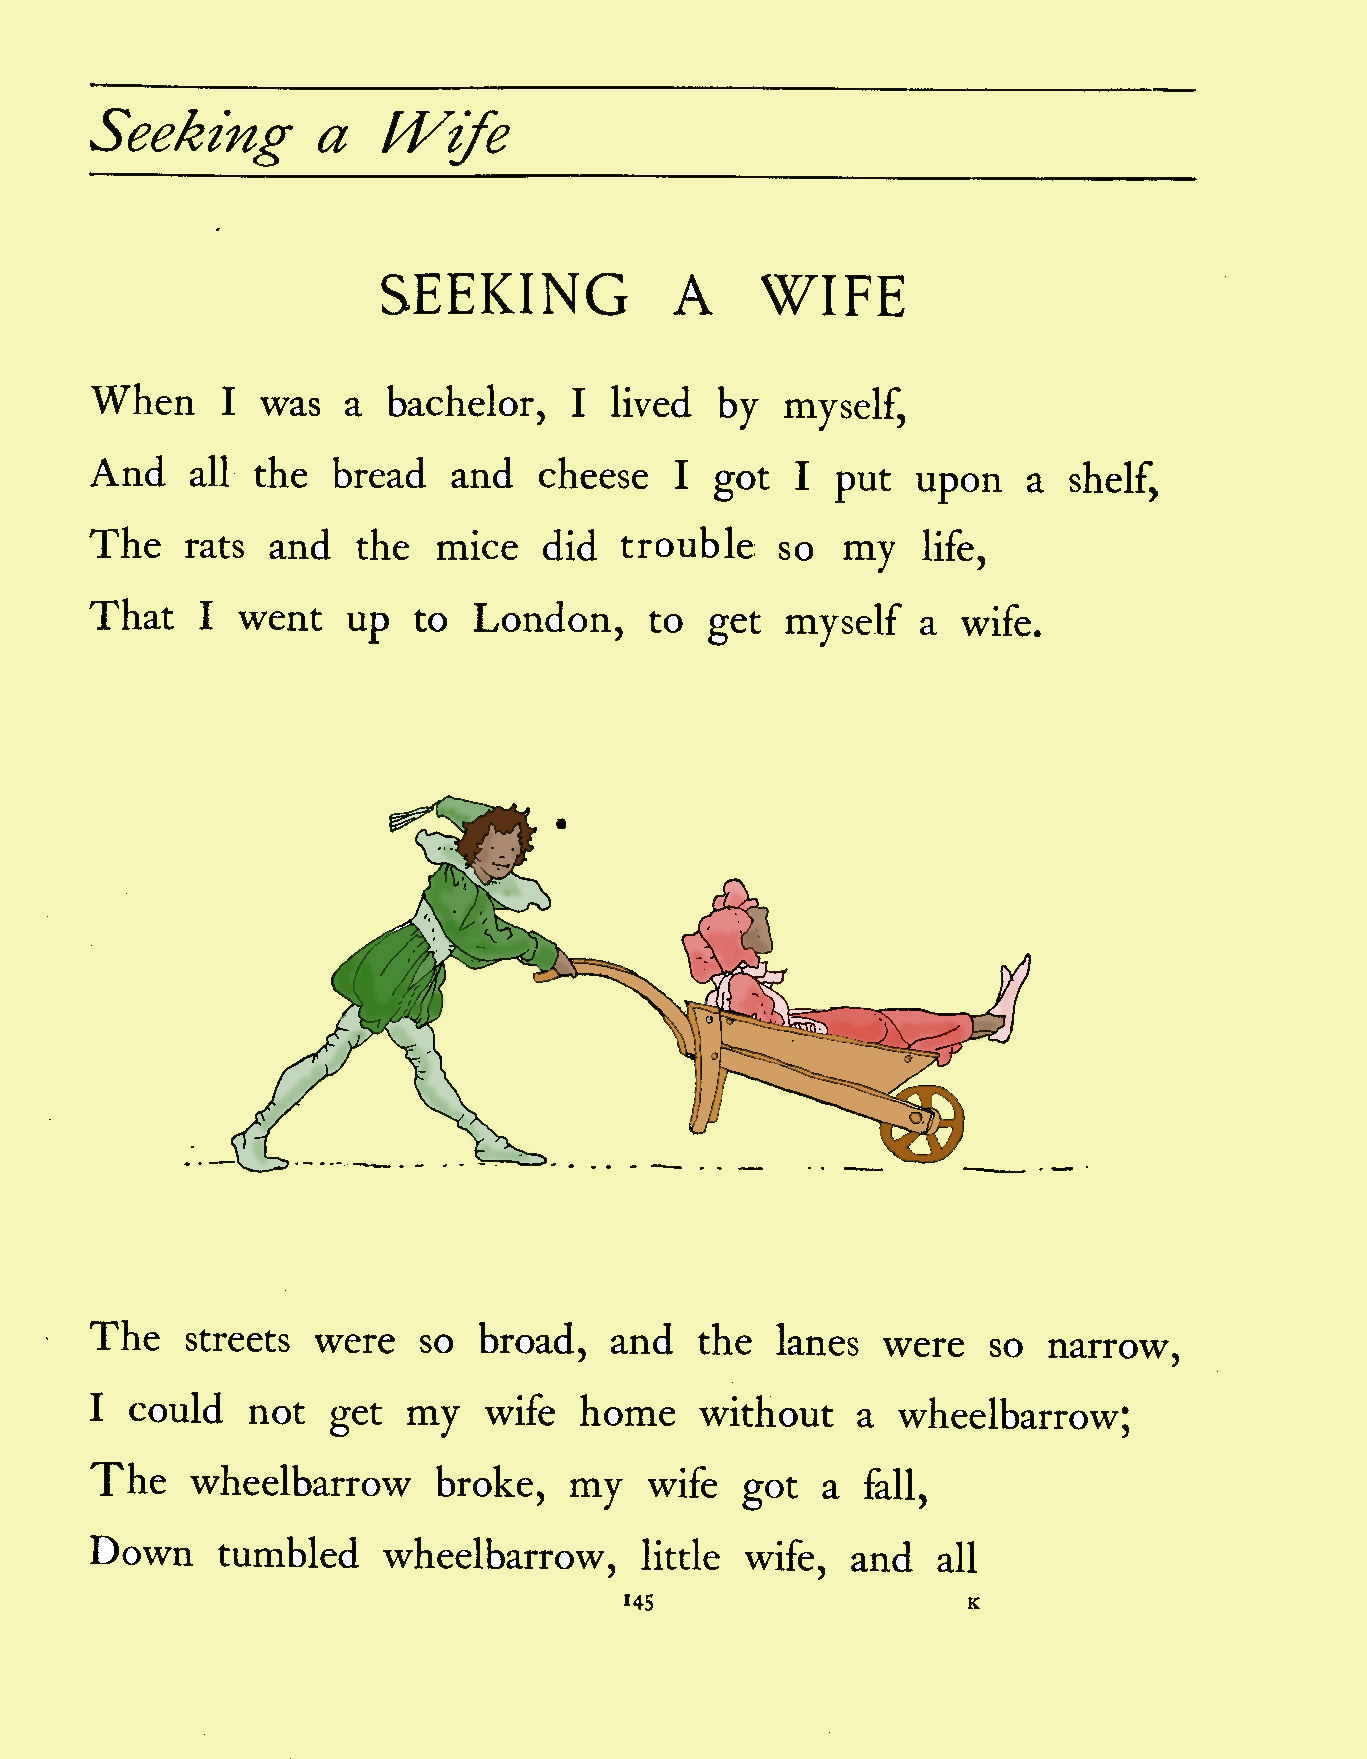 Seeking a Wife
SEEKING A WIFE
When I was a bachelor, I lived by myself,
And all the bread and cheese I got I put upon a shelf,
The rats and the mice did trouble so my life,
That I went up to London, to get myself a wife.
The streets were so broad, and the lanes were so narrow,
I could not get my wife home without a wheelbarrow;
The wheelbarrow broke, my wife got a fall,
Down tumbled wheelbarrow, little wife, and all
145 K